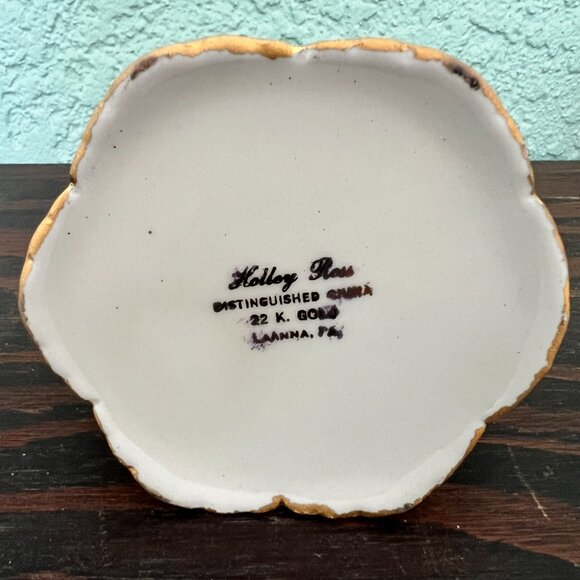 Holley Ross
DISTINGUISHED CHINA
22 K. GOLD
LAANNA, PA.